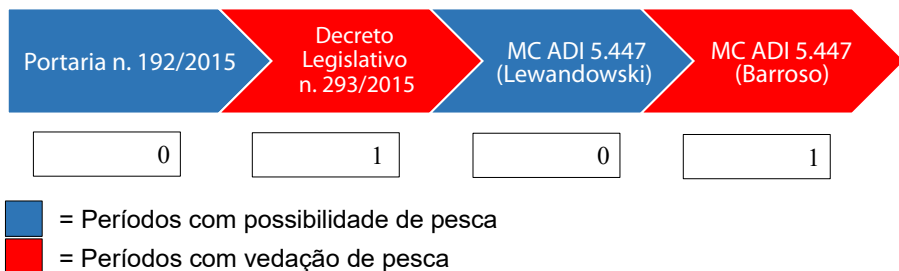 Portaria n. 192/2015
Decreto
Legislativo
n. 293/2015
MC ADI 5.447
(Lewandowski)
MC ADI 5.447
(Barroso)
0
1
0
1
= Períodos com possibilidade de pesca
= Períodos com vedação de pesca